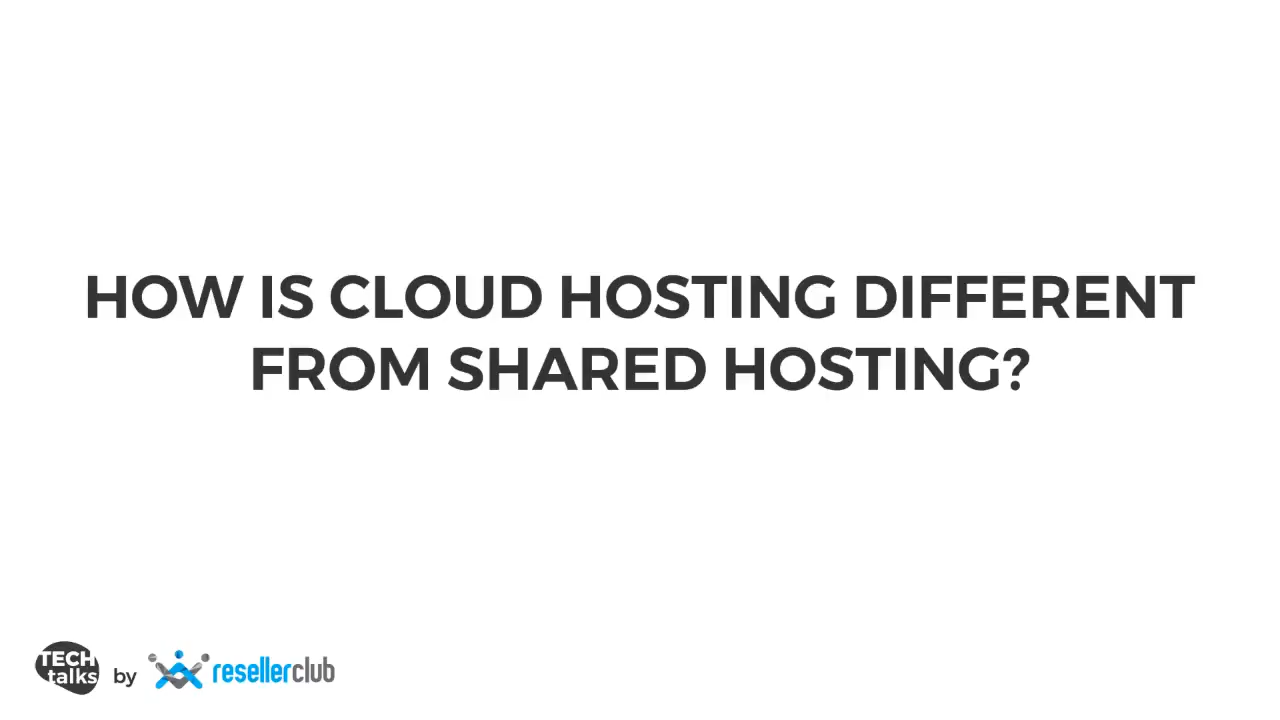 HOW IS CLOUD HOSTING DIFFERENT
FROM SHARED HOSTING?
TECH
talks
by
resellerclub